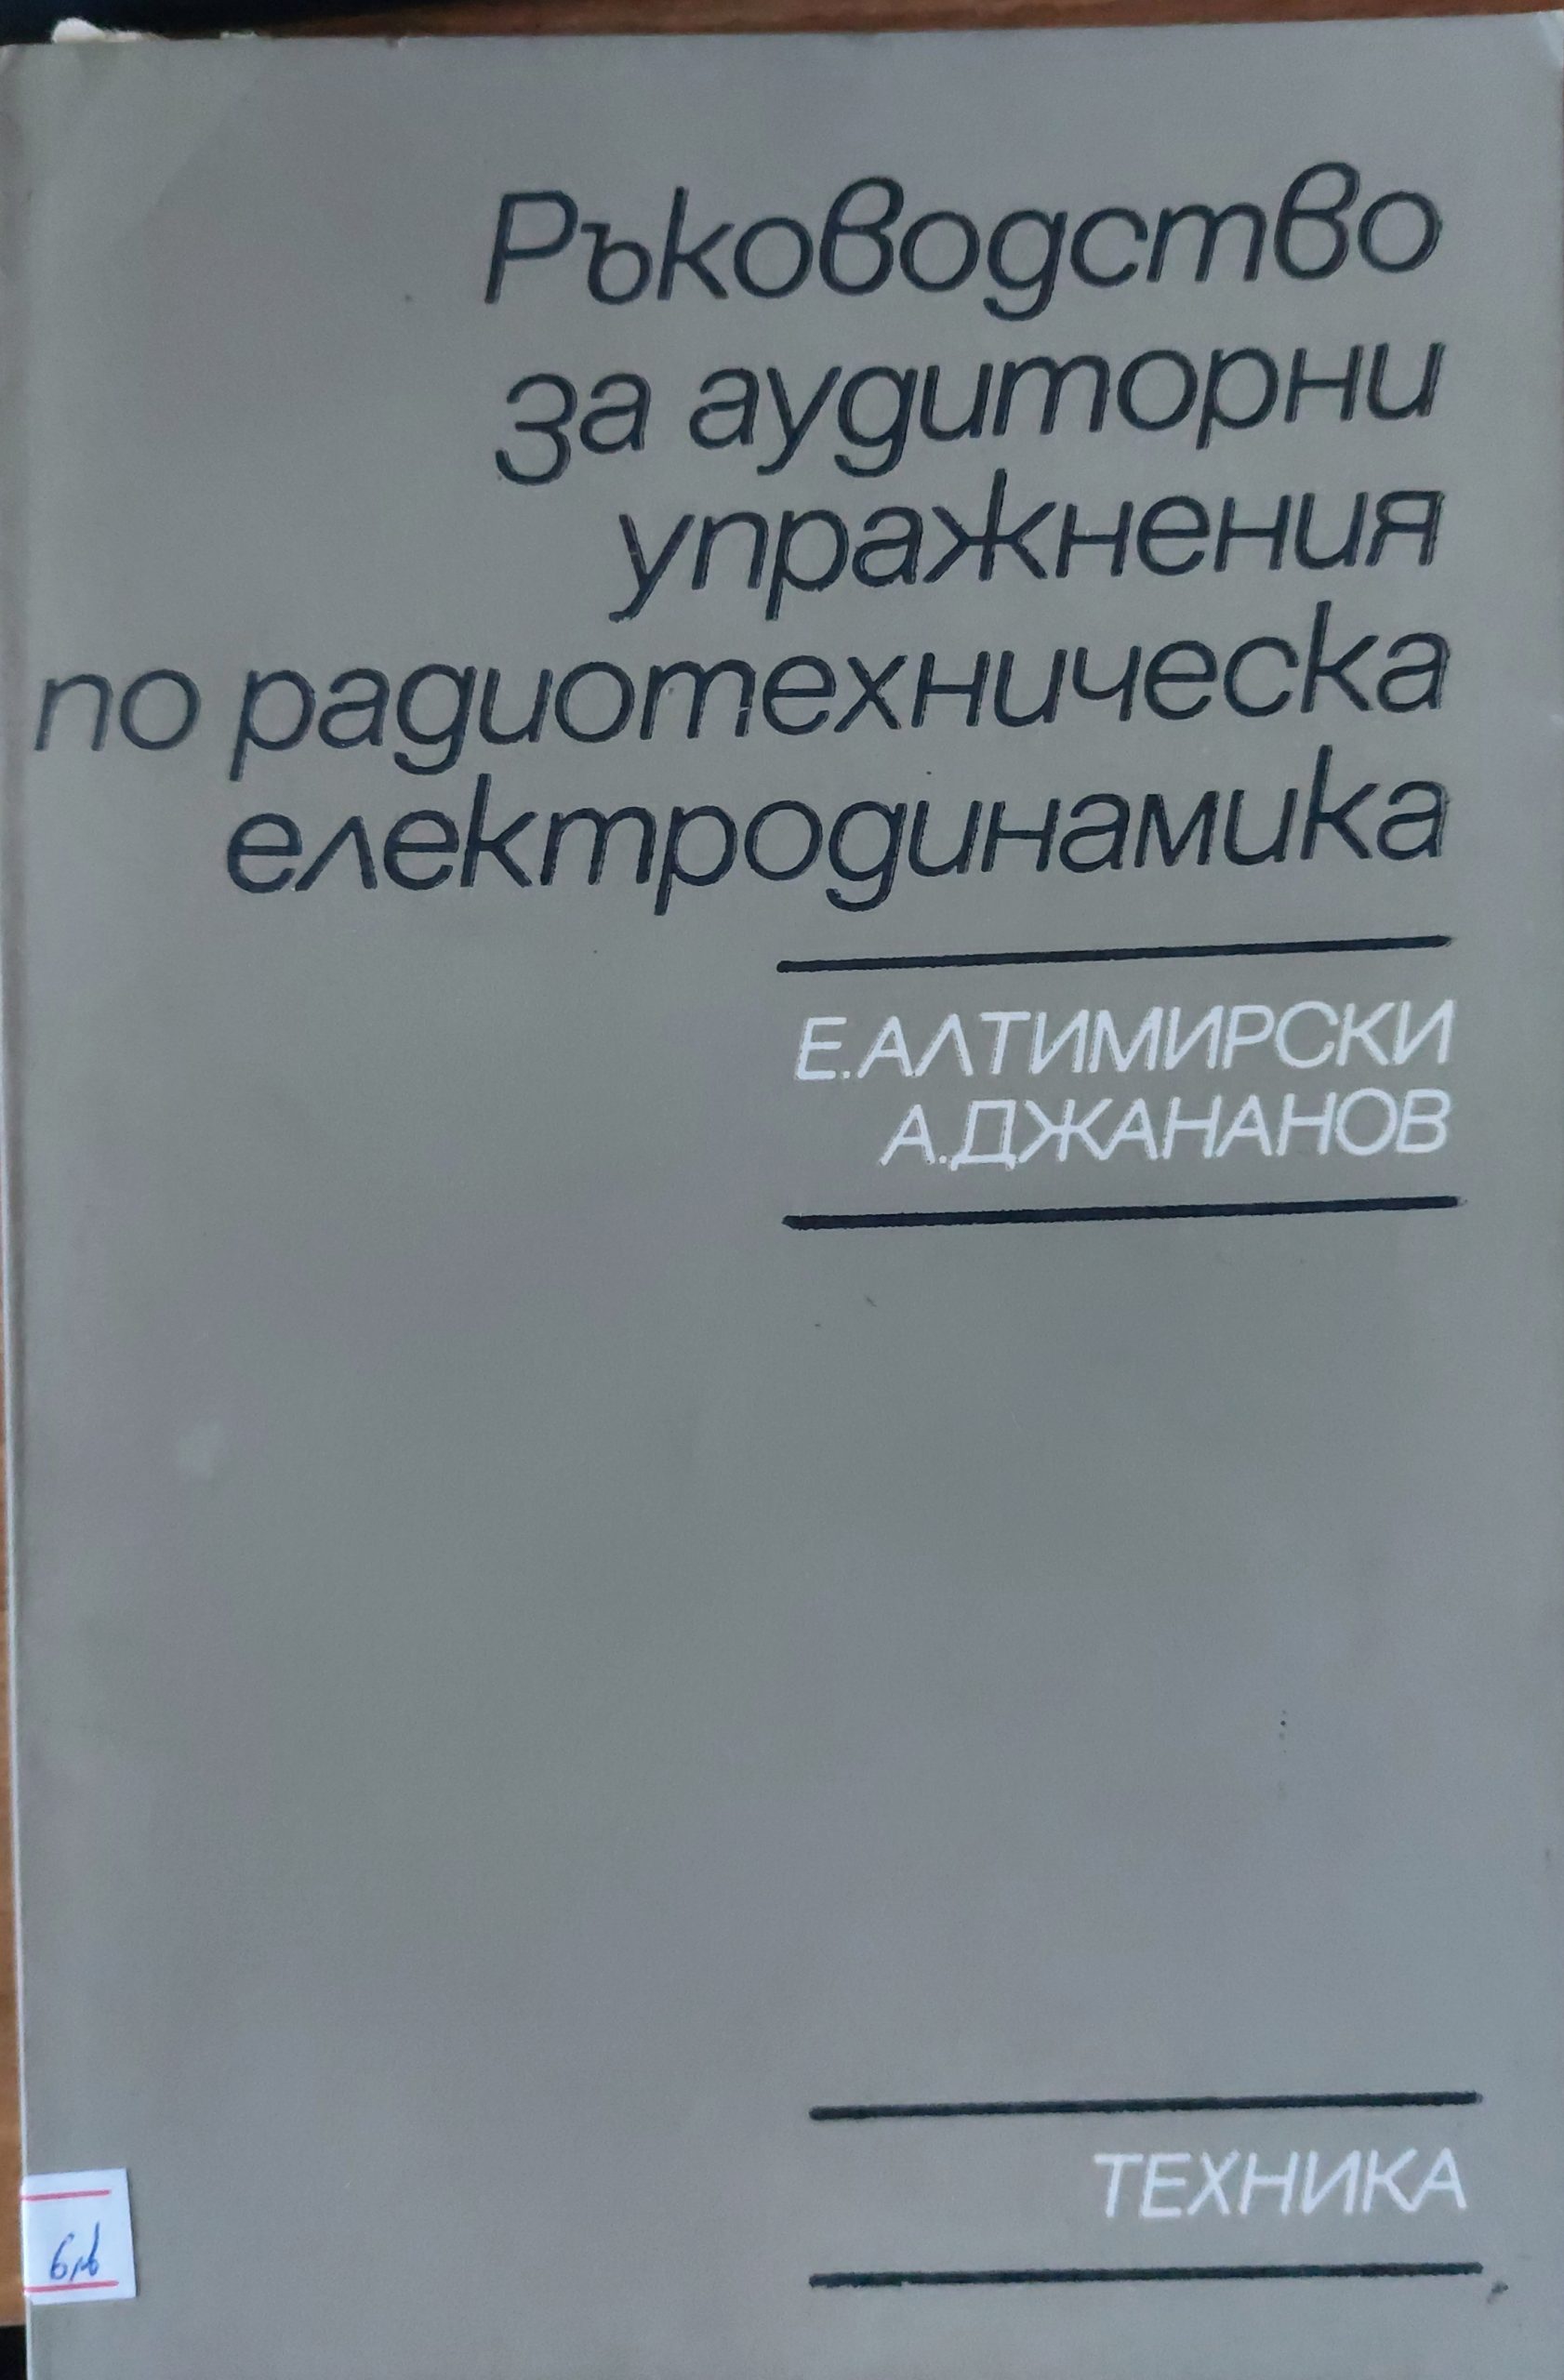 Ръководство
за аудиторни
упражнения
по радиотехническа
електродинамика
Е.АЛТИМИРСКИ
А.ДЖАНАНОВ
ТЕХНИКА